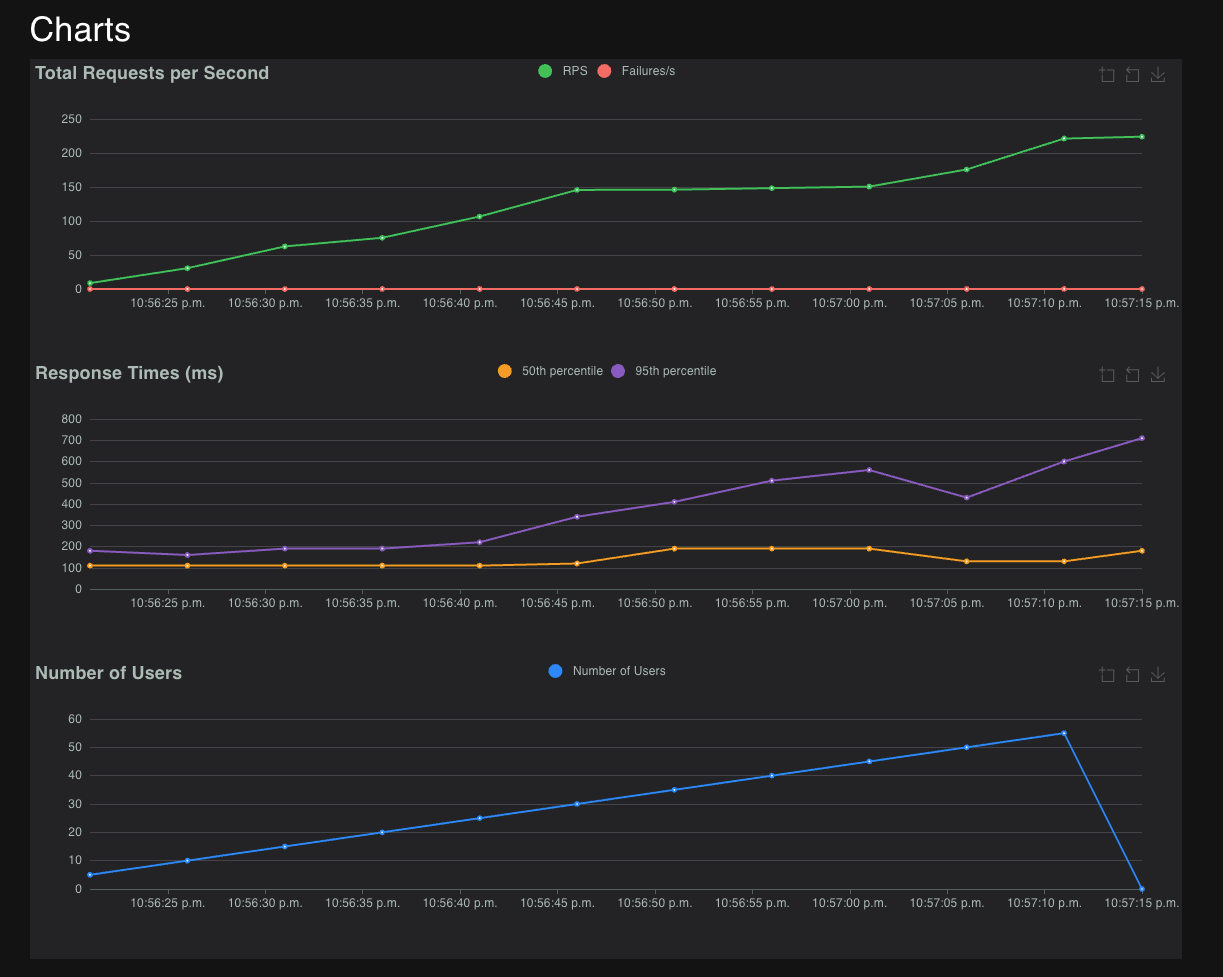 Charts
Total Requests per Second
RPS Failures/s
250
200
150
100
50
0
10:56:25 p.m. 10:56:30 p.m. 10:56:35 p.m. 10:56:40 p.m. 10:56:45 p.m. 10:56:50 p.m. 10:56:55 p.m. 10:57:00 p.m. 10:57:05 p.m. 10:57:10 p.m. 10:57:15 p.m.
Response Times (ms)
50th percentile 95th percentile
800
700
600
500
400
300
200
100
0
10:56:25 p.m. 10:56:30 p.m. 10:56:35 p.m. 10:56:40 p.m. 10:56:45 p.m. 10:56:50 p.m. 10:56:55 p.m. 10:57:00 p.m. 10:57:05 p.m. 10:57:10 p.m. 10:57:15 p.m.
Number of Users
Number of Users
60
50
40
30
20
10
0
10:56:25 p.m. 10:56:30 p.m. 10:56:35 p.m. 10:56:40 p.m. 10:56:45 p.m. 10:56:50 p.m. 10:56:55 p.m. 10:57:00 p.m. 10:57:05 p.m. 10:57:10 p.m. 10:57:15 p.m.